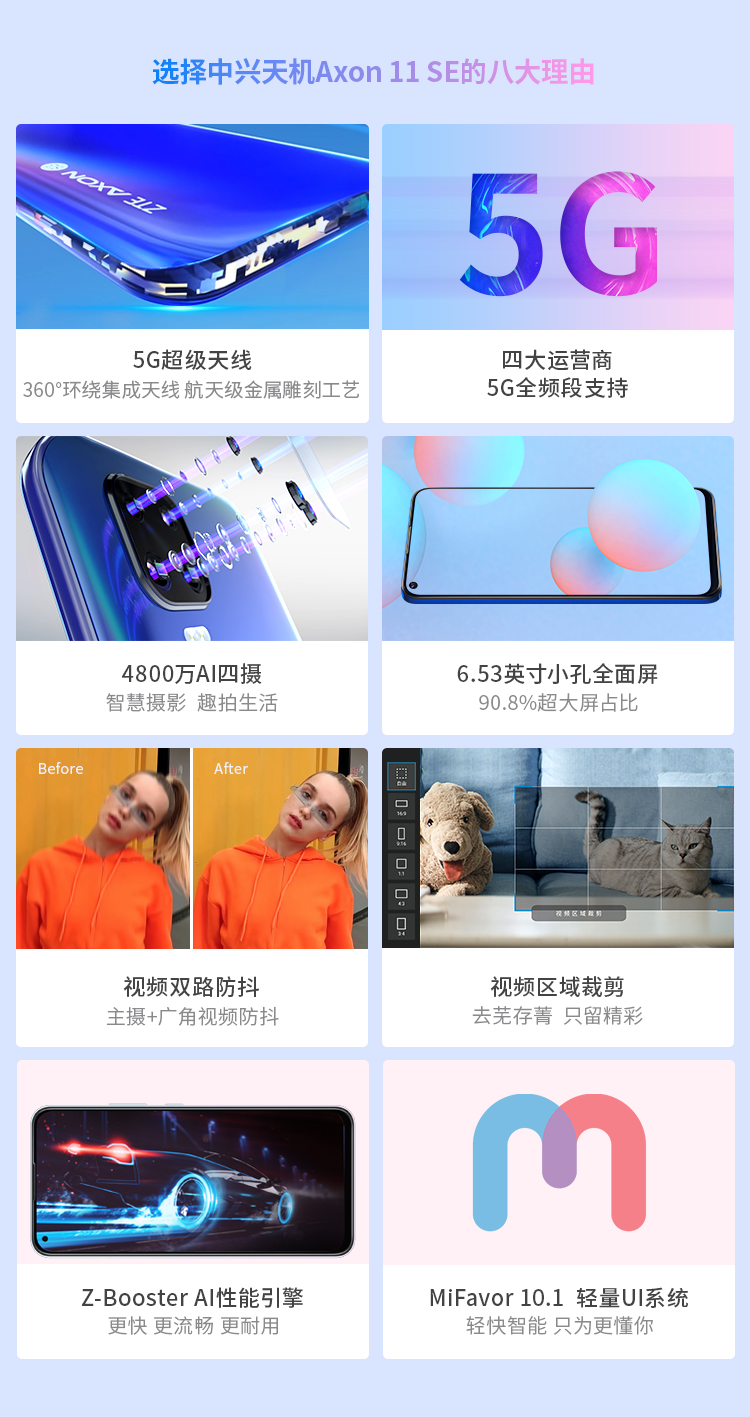 选择中兴天机Axon 11 SE的八大理由
ZTE AXON
5G
5G超级天线
360°环绕集成天线 航天级金属雕刻工艺
四大运营商
5G全频段支持
4800万AI四摄
智慧摄影 趣拍生活
6.53英寸小孔全面屏
90.8%超大屏占比
Before
After
自由
16:9
9:16
1:1
4:3
3:4
视频区域裁剪
视频双路防抖
主摄+广角视频防抖
视频区域裁剪
去芜存菁 只留精彩
Z-Booster AI性能引擎
更快 更流畅 更耐用
MiFavor 10.1 轻量UI系统
轻快智能 只为更懂你